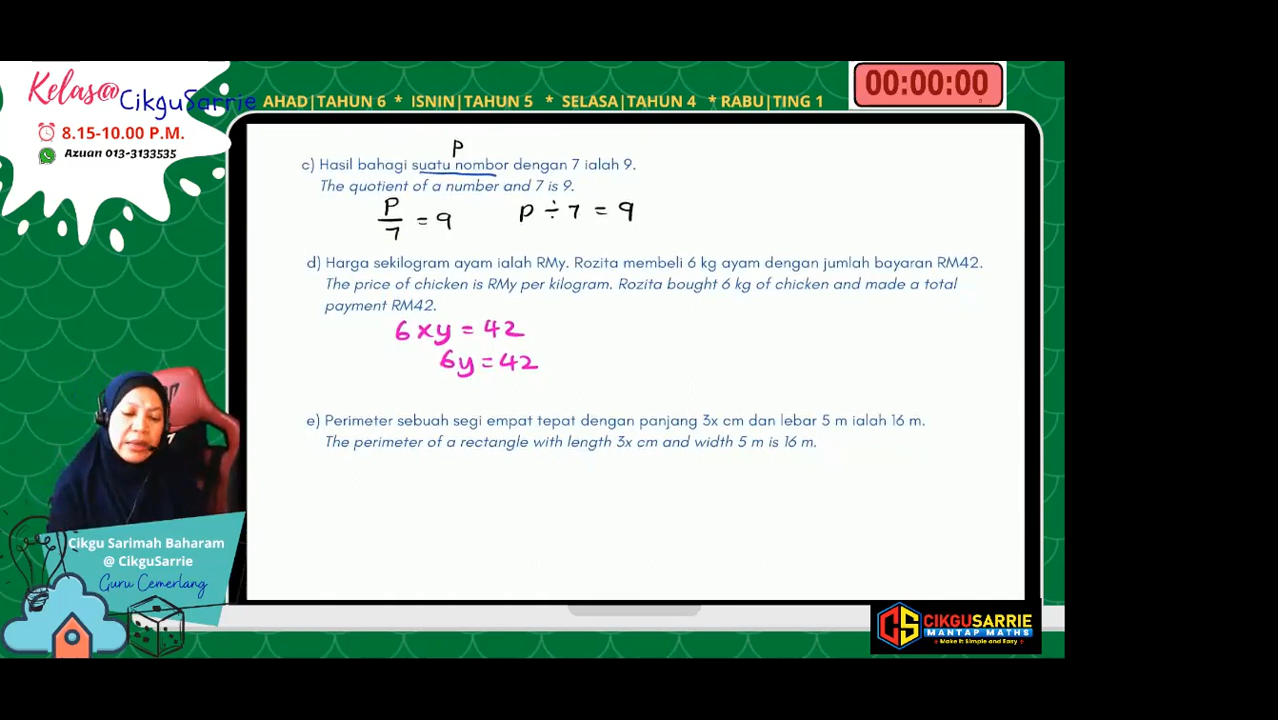 Kelas@CikguSarrie
8.15-10.00 P.M.
Azuan 013-3133535
AHAD|TAHUN 6 * ISNIN|TAHUN 5 * SELASA|TAHUN 4 * RABU|TING 1
00:00:00
P
c) Hasil bahagi suatu nombor dengan 7 ialah 9.
The quotient of a number and 7 is 9.
P/7 = 9 P ÷ 7 = 9
d) Harga sekilogram ayam ialah RMy. Rozita membeli 6 kg ayam dengan jumlah bayaran RM42.
The price of chicken is RMy per kilogram. Rozita bought 6 kg of chicken and made a total
payment RM42.
6 x y = 42
6y = 42
e) Perimeter sebuah segi empat tepat dengan panjang 3x cm dan lebar 5 m ialah 16 m.
The perimeter of a rectangle with length 3x cm and width 5 m is 16 m.
Cikgu Sarimah Baharam
@ CikguSarrie
Guru Cemerlang
CS CIKGUSARRIE
MANTAP MATHS
Make It Simple and Easy